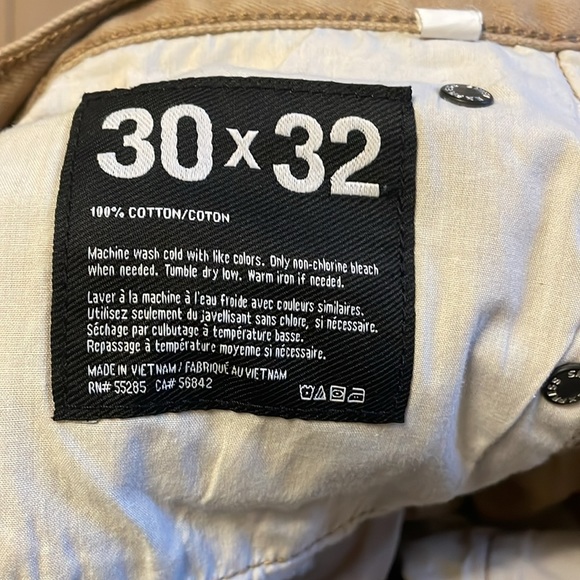 30 x 32
100% COTTON/COTON
Machine wash cold with like colors. Only non-chlorine bleach
when needed. Tumble dry low. Warm iron if needed.
Laver à la machine à l'eau froide avec couleurs similaires.
Utilisez seulement du javellisant sans chlore, si nécessaire.
Séchage par culbutage à température basse.
Repassage à température moyenne si nécessaire.
MADE IN VIETNAM / FABRIQUÉ AU VIETNAM
RN# 55285 CA# 56842